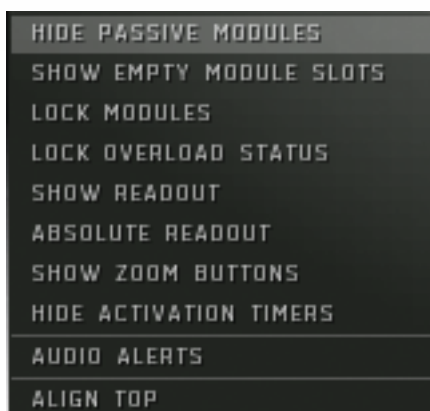 HIDE PASSIVE MODULES
SHOW EMPTY MODULE SLOTS
LOCK MODULES
LOCK OVERLOAD STATUS
SHOW READOUT
ABSOLUTE READOUT
SHOW ZOOM BUTTONS
HIDE ACTIVATION TIMERS
AUDIO ALERTS
ALIGN TOP